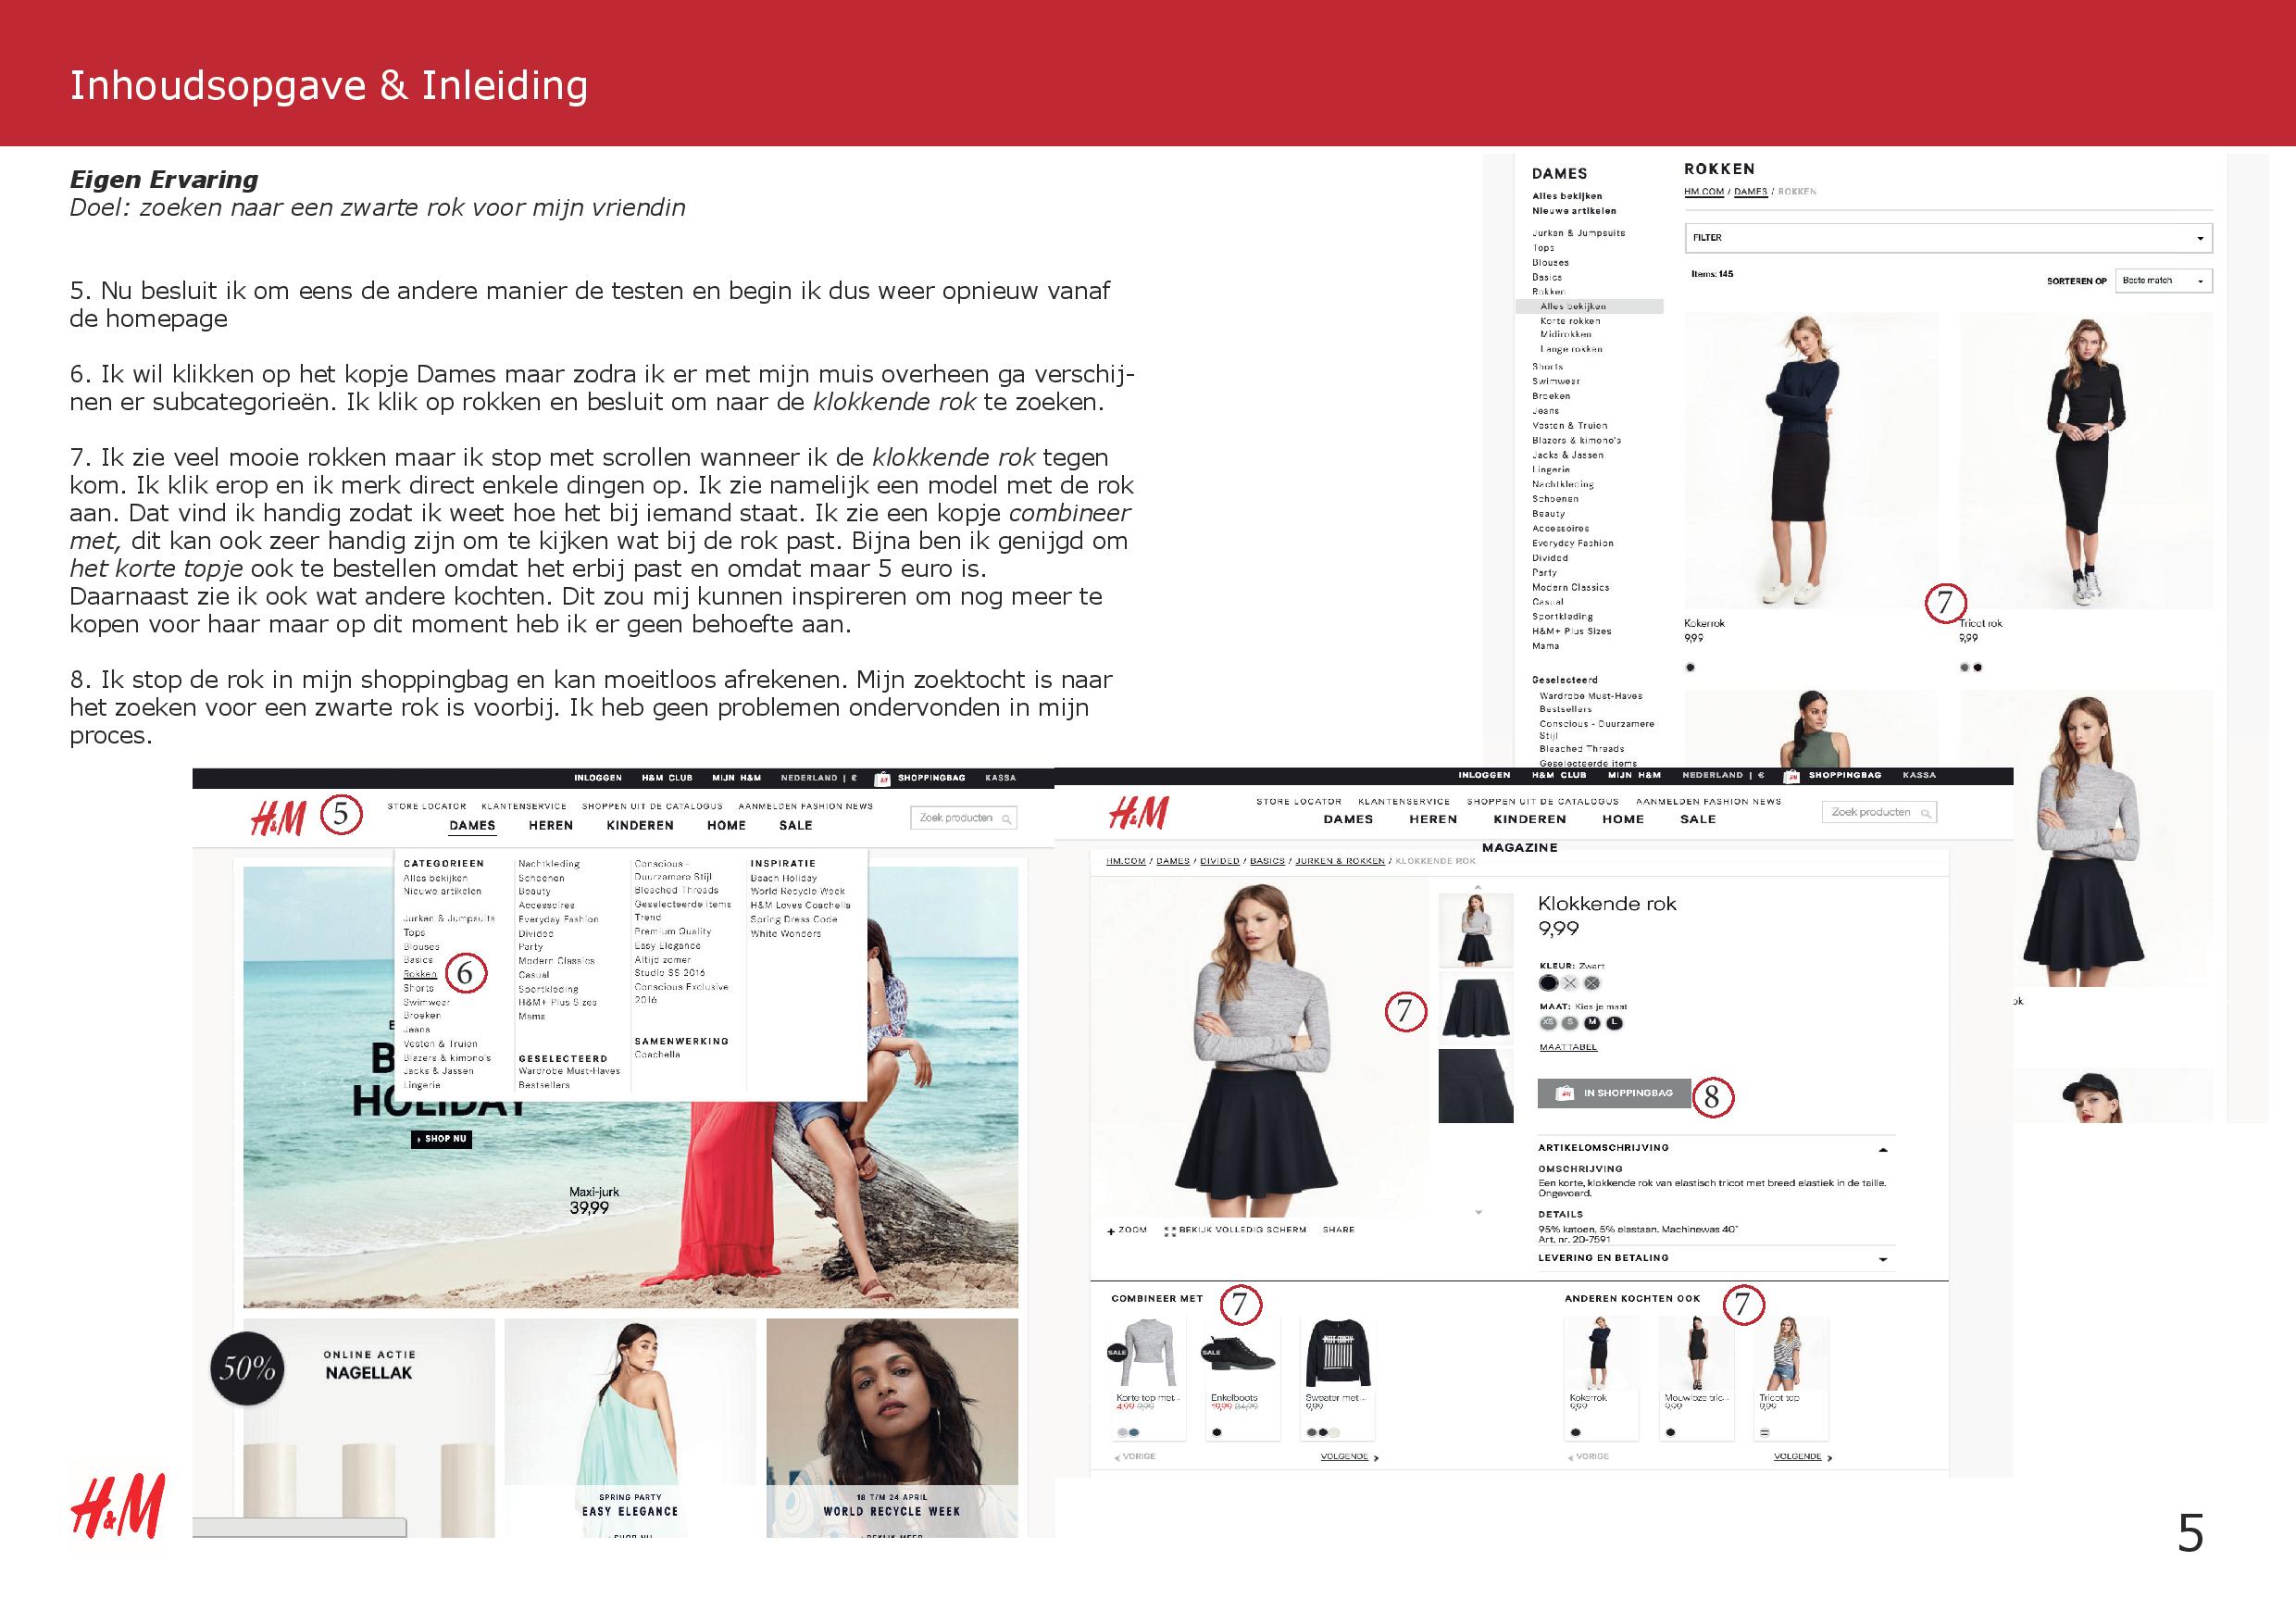 Inhoudsopgave & Inleiding
Eigen Ervaring
Doel: zoeken naar een zwarte rok voor mijn vriendin
5. Nu besluit ik om eens de andere manier de testen en begin ik dus weer opnieuw vanaf
de homepage
6. Ik wil klikken op het kopje Dames maar zodra ik er met mijn muis overheen ga verschij-
nen er subcategorieën. Ik klik op rokken en besluit om naar de klokkende rok te zoeken.
7. Ik zie veel mooie rokken maar ik stop met scrollen wanneer ik de klokkende rok tegen
kom. Ik klik erop en ik merk direct enkele dingen op. Ik zie namelijk een model met de rok
aan. Dat vind ik handig zodat ik weet hoe het bij iemand staat. Ik zie een kopje combineer
met, dit kan ook zeer handig zijn om te kijken wat bij de rok past. Bijna ben ik genijgd om
het korte topje ook te bestellen omdat het erbij past en omdat maar 5 euro is.
Daarnaast zie ik ook wat andere kochten. Dit zou mij kunnen inspireren om nog meer te
kopen voor haar maar op dit moment heb ik er geen behoefte aan.
8. Ik stop de rok in mijn shoppingbag en kan moeitloos afrekenen. Mijn zoektocht is naar
het zoeken voor een zwarte rok is voorbij. Ik heb geen problemen ondervonden in mijn
proces.
DAMES
Alles bekijken
Nieuwe artikelen
Jurken & Jumpsuits
Tops
Blouses
Basics
Rokken
Alles bekijken
Korte rokken
Midirokken
Lange rokken
Shorts
Swimwear
Broeken
Jeans
Vesten & Truien
Blazers & kimono's
Jacks & Jassen
Lingerie
Nachtkleding
Schoenen
Beauty
Accessoires
Everyday Fashion
Divided
Party
Modern Classics
Casual
Sportkleding
H&M+ Plus Sizes
Mama
Geselecteerd
Wardrobe Must-Haves
Bestsellers
Conscious - Duurzamere
Stijl
Bleached Threads
Geselecteerde items
ROKKEN
HM.COM / DAMES / ROKKEN
FILTER
Items: 145
SORTEREN OP Beste match
7
Kokerrok
9,99
Tricot rok
9,99
ok
INLOGGEN H&M CLUB MIJN H&M NEDERLAND | € SHOPPINGBAG KASSA
H&M 5 STORE LOCATOR KLANTENSERVICE SHOPPEN UIT DE CATALOGUS AANMELDEN FASHION NEWS
DAMES HEREN KINDEREN HOME SALE
Zoek producten
CATEGORIEEN
Alles bekijken
Nieuwe artikelen
Jurken & Jumpsuits
Tops
Blouses
Basics
Rokken 6
Shorts
Swimwear
Broeken
Jeans
Vesten & Truien
Blazers & kimono's
Jacks & Jassen
Lingerie
Nachtkleding
Schoenen
Beauty
Accessoires
Everyday Fashion
Divided
Party
Modern Classics
Casual
Sportkleding
H&M+ Plus Sizes
Mama
GESELECTEERD
Wardrobe Must-Haves
Bestsellers
Conscious -
Duurzamere Stijl
Bleached Threads
Geselecteerde items
Trend
Premium Quality
Easy Elegance
Altijd zomer
Studio SS 2016
Conscious Exclusive
2016
SAMENWERKING
Coachella
INSPIRATIE
Beach Holiday
World Recycle Week
H&M Loves Coachella
Spring Dress Code
White Wonders
B
HOLIDAY
SHOP NU
Maxi-jurk
39,99
50%
ONLINE ACTIE
NAGELLAK
SPRING PARTY
EASY ELEGANCE
SHOP NU
18 T/M 24 APRIL
WORLD RECYCLE WEEK
BEKIJK MEER
INLOGGEN H&M CLUB MIJN H&M NEDERLAND | € SHOPPINGBAG KASSA
H&M STORE LOCATOR KLANTENSERVICE SHOPPEN UIT DE CATALOGUS AANMELDEN FASHION NEWS
DAMES HEREN KINDEREN HOME SALE
Zoek producten
MAGAZINE
HM.COM / DAMES / DIVIDED / BASICS / JURKEN & ROKKEN / KLOKKENDE ROK
7
Klokkende rok
9,99
KLEUR: Zwart
MAAT: Kies je maat
XS S M L
MAATTABEL
IN SHOPPINGBAG 8
ARTIKELOMSCHRIJVING
OMSCHRIJVING
Een korte, klokkende rok van elastisch tricot met breed elastiek in de taille.
Ongevoerd.
DETAILS
95% katoen, 5% elastaan. Machinewas 40°
Art. nr. 20-7591
LEVERING EN BETALING
+ ZOOM BEKIJK VOLLEDIG SCHERM SHARE
COMBINEER MET 7
SALE
Korte top met...
4,99 9,99
SALE
Enkelboots
19,99 34,99
Sweater met ...
9,99
VORIGE VOLGENDE
ANDEREN KOCHTEN OOK 7
Kokerrok
9,99
Mouwloze tric...
9,99
Tricot top
9,99
VORIGE VOLGENDE
H&M
5